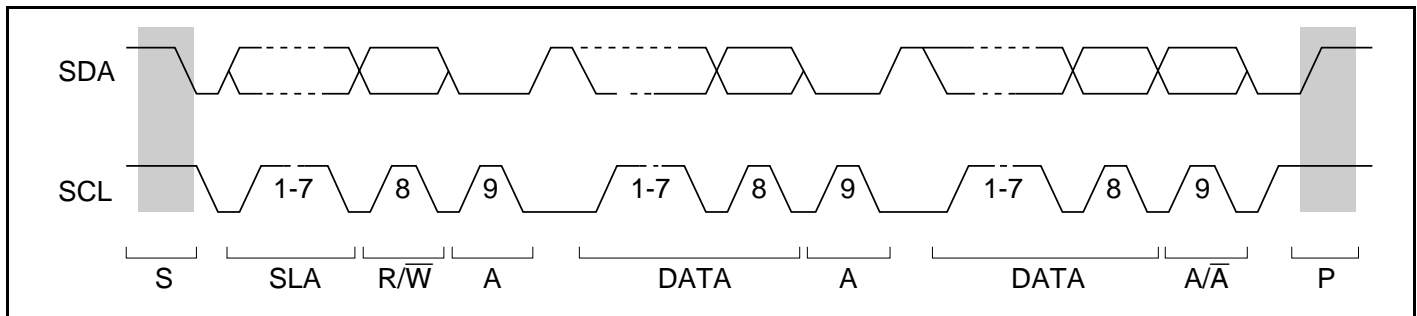 SDA
SCL 1-7 8 9 1-7 8 9 1-7 8 9
S SLA R/W̅ A DATA A DATA A/A̅ P